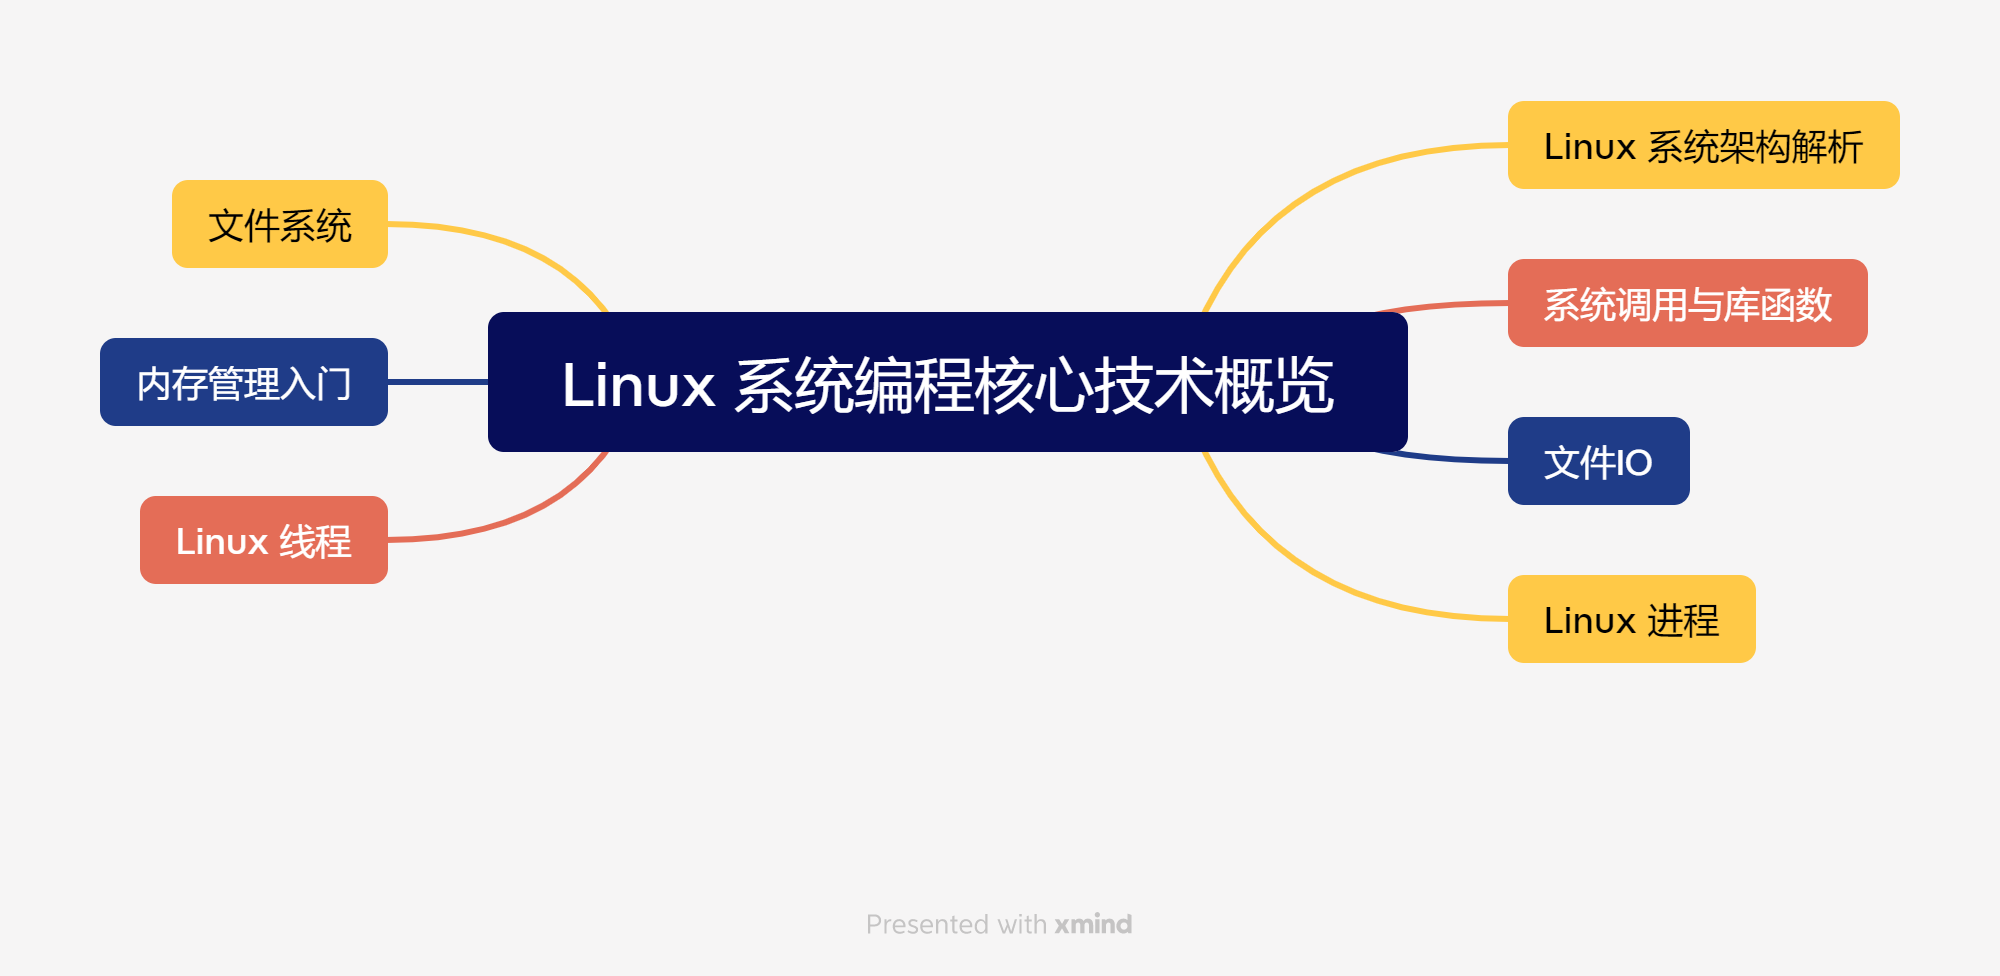 Linux 系统编程核心技术概览
Linux 系统架构解析
系统调用与库函数
文件IO
Linux 进程
文件系统
内存管理入门
Linux 线程
Presented with xmind